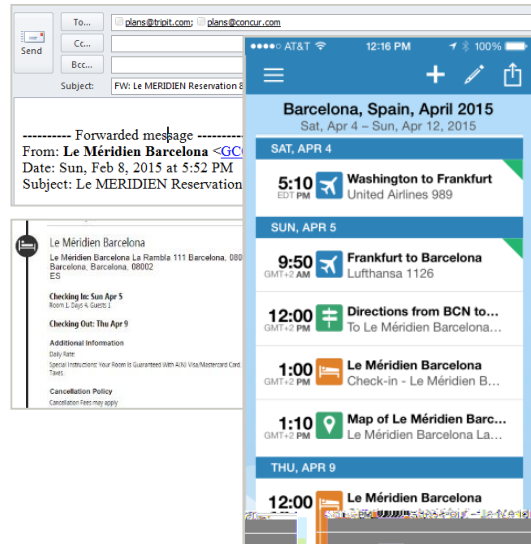 To...
plans@tripit.com; plans@concur.com
Send
Cc...
Bcc...
Subject:
FW: Le MERIDIEN Reservation 8
---------- Forwarded message ---------
From: Le Méridien Barcelona <GC
Date: Sun, Feb 8, 2015 at 5:52 PM
Subject: Le MERIDIEN Reservation
Le Méridien Barcelona
Le Méridien Barcelona La Rambla 111 Barcelona, 080
Barcelona, Barcelona, 08002
ES
Checking In: Sun Apr 5
Room 1, Days 4, Guests 1
Checking Out: Thu Apr 9
Additional Information
Daily Rate
Special Instructions: Your Room Is Guaranteed With A(N) Visa/Mastercard Card.
Taxes.
Cancellation Policy
Cancellation Fees may apply
AT&T 12:16 PM 100%
Barcelona, Spain, April 2015
Sat, Apr 4 – Sun, Apr 12, 2015
SAT, APR 4
5:10 Washington to Frankfurt
EDT PM United Airlines 989
SUN, APR 5
9:50 Frankfurt to Barcelona
GMT+2 AM Lufthansa 1126
12:00 Directions from BCN to...
GMT+2 PM To Le Méridien Barcelona...
1:00 Le Méridien Barcelona
GMT+2 PM Check-in - Le Méridien B...
1:10 Map of Le Méridien Barc...
GMT+2 PM Le Méridien Barcelona La...
THU, APR 9
12:00 Le Méridien Barcelona